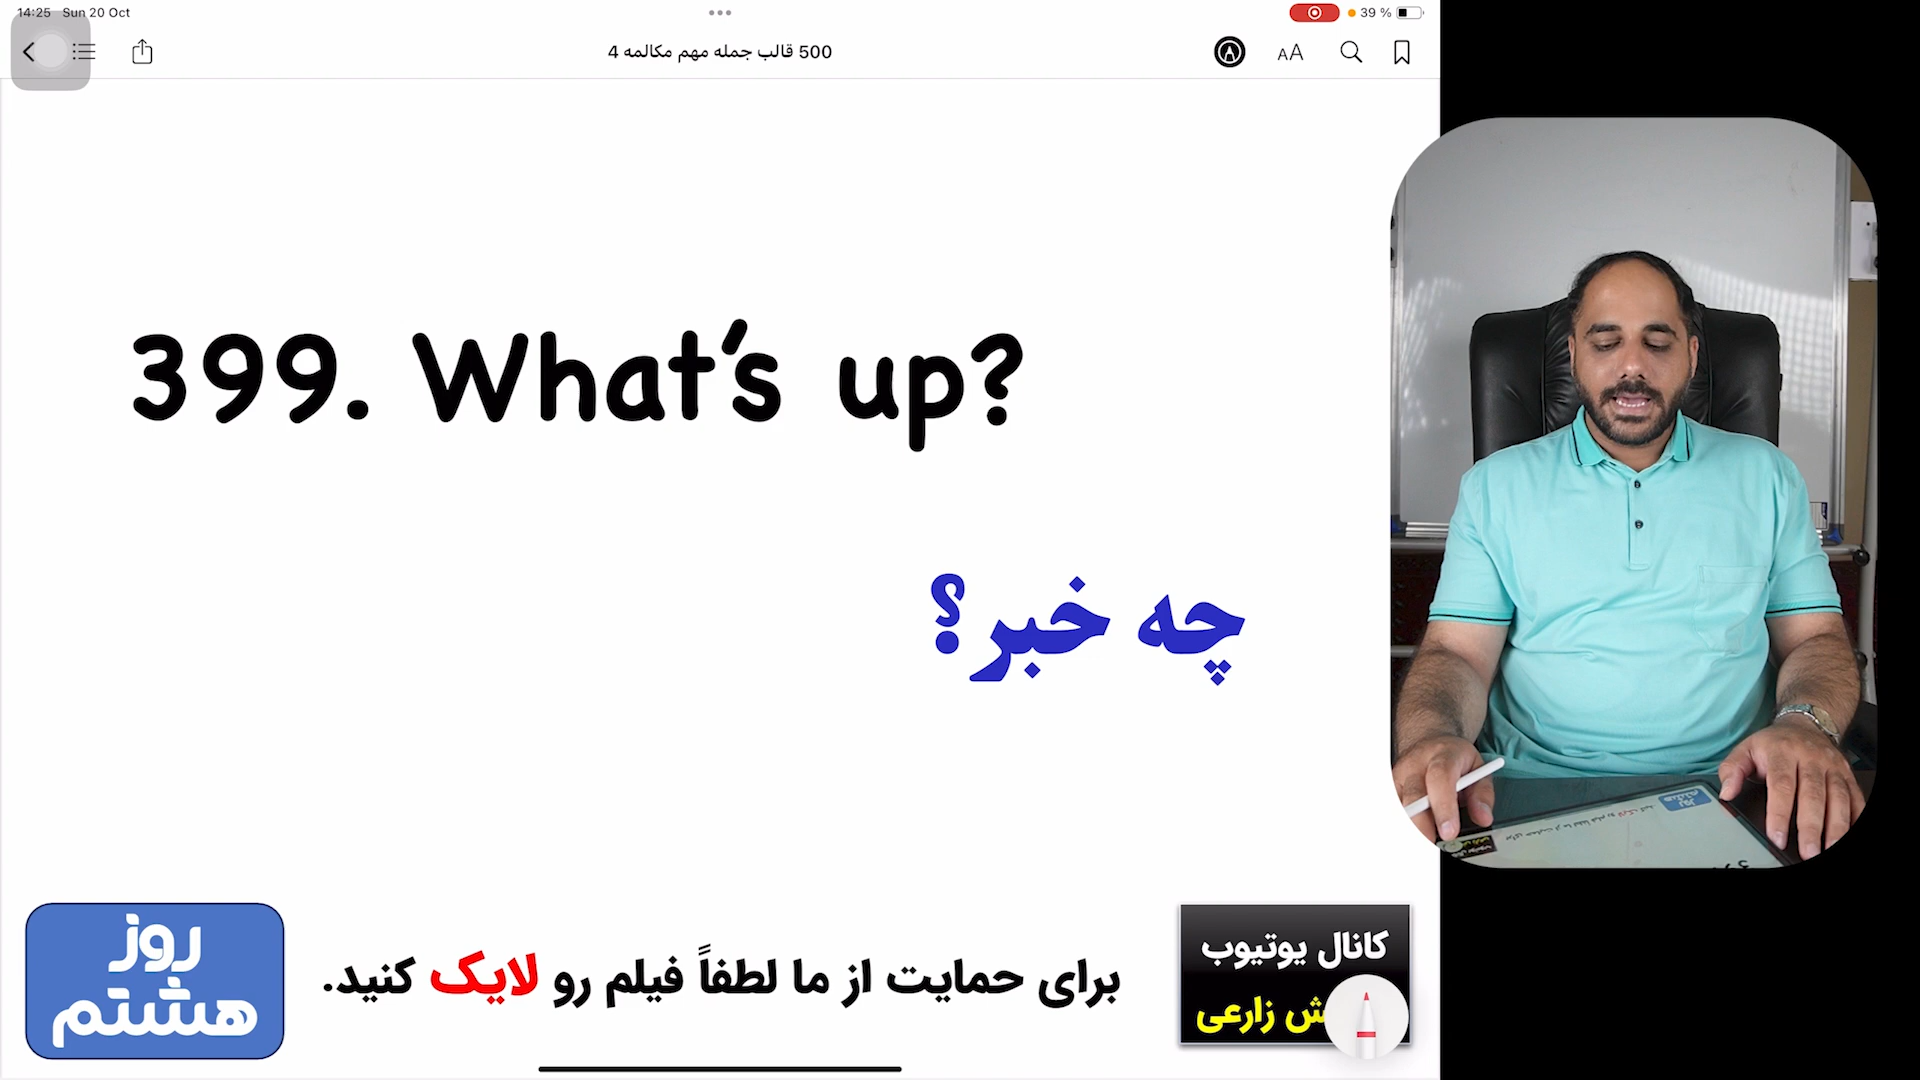 14:25 Sun 20 Oct
39 %
500 قالب جمله مهم مکالمه 4
AA
399. What's up?
چه خبر؟
روز
هشتم
برای حمایت از ما لطفاً فیلم رو لایک کنید.
کانال یوتیوب
زارعی